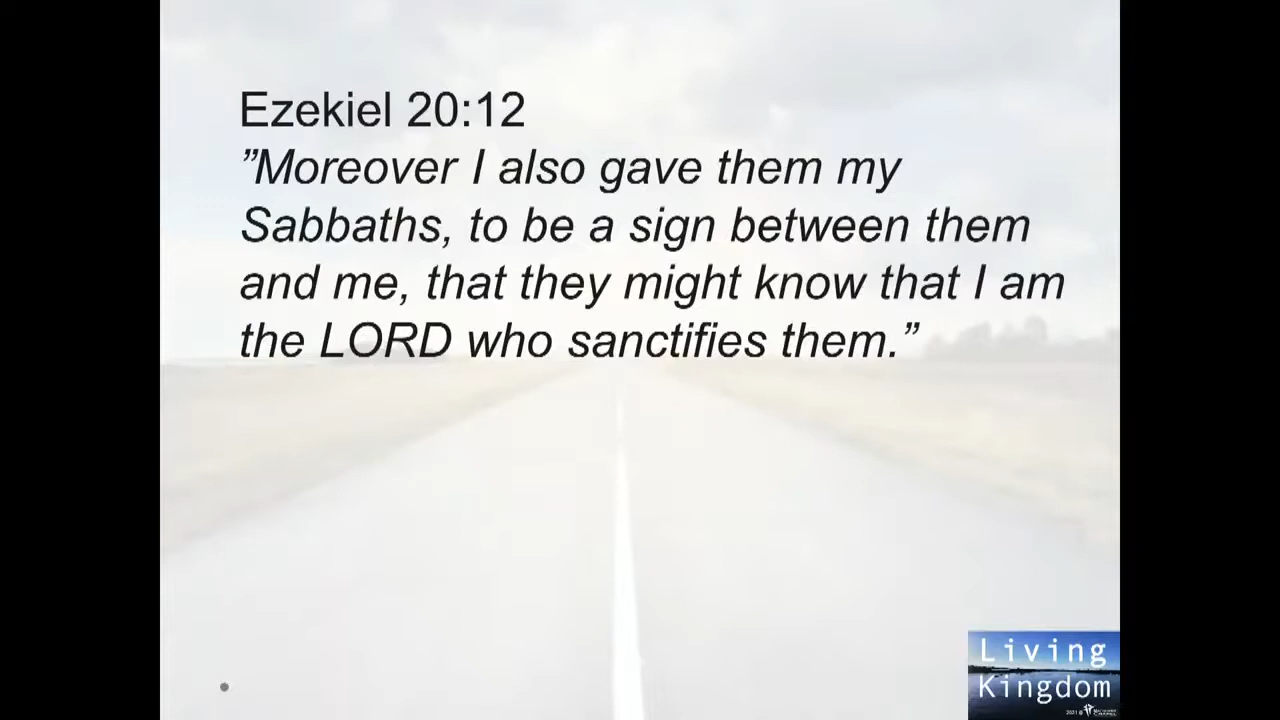 Ezekiel 20:12
”Moreover I also gave them my
Sabbaths, to be a sign between them
and me, that they might know that I am
the LORD who sanctifies them.”
Living
Kingdom
2021